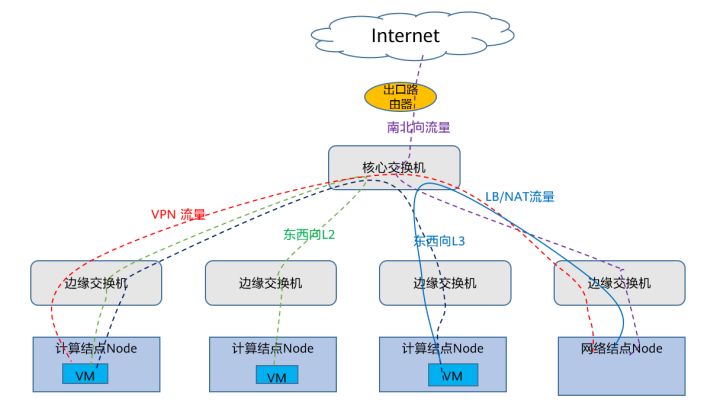 Internet
出口路
由器
南北向流量
核心交换机
VPN 流量
LB/NAT流量
东西向L2
东西向L3
边缘交换机
边缘交换机
边缘交换机
边缘交换机
计算结点Node
计算结点Node
计算结点Node
网络结点Node
VM
VM
VM